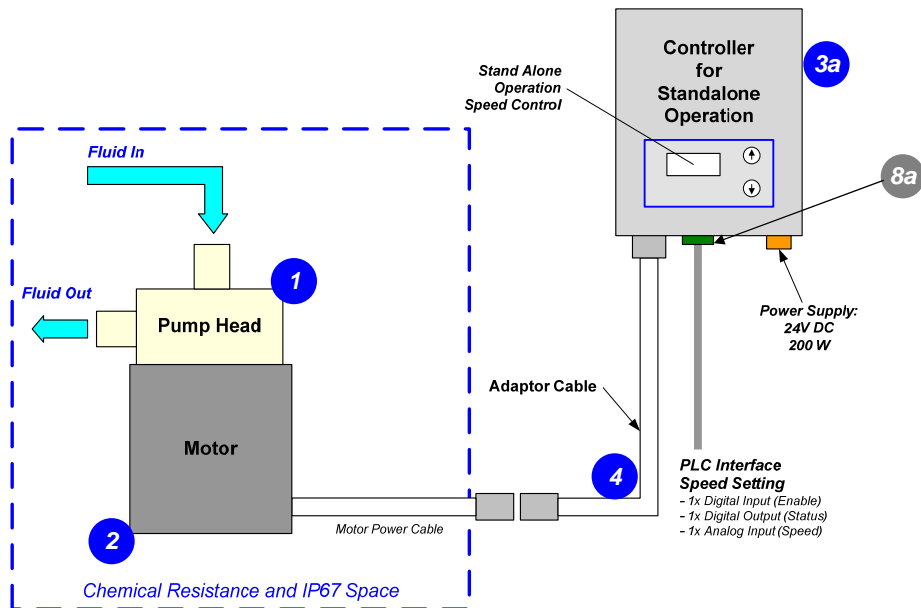 Controller
for
Standalone
Operation
3a
Stand Alone
Operation
Speed Control
8a
Fluid In
1
Fluid Out
Pump Head
Power Supply:
24V DC
200 W
Adaptor Cable
Motor
4
PLC Interface
Speed Setting
- 1x Digital Input (Enable)
- 1x Digital Output (Status)
- 1x Analog Input (Speed)
Motor Power Cable
2
Chemical Resistance and IP67 Space